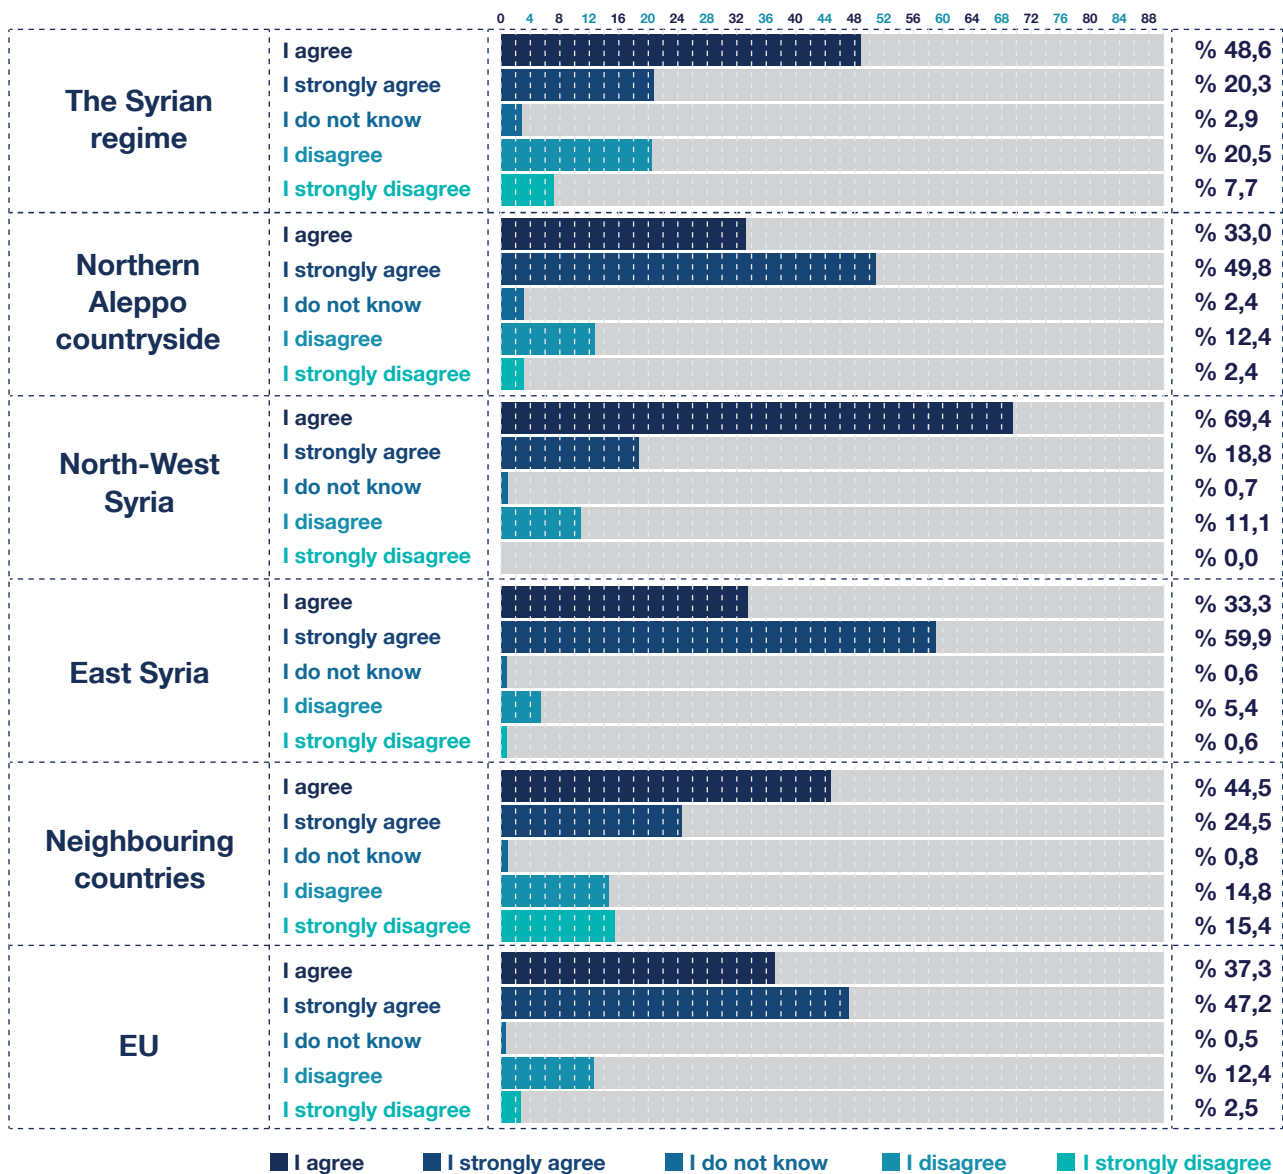 0 4 8 12 16 20 24 28 32 36 40 44 48 52 56 60 64 68 72 76 80 84 88
The Syrian
regime
I agree % 48,6
I strongly agree % 20,3
I do not know % 2,9
I disagree % 20,5
I strongly disagree % 7,7
Northern
Aleppo
countryside
I agree % 33,0
I strongly agree % 49,8
I do not know % 2,4
I disagree % 12,4
I strongly disagree % 2,4
North-West
Syria
I agree % 69,4
I strongly agree % 18,8
I do not know % 0,7
I disagree % 11,1
I strongly disagree % 0,0
East Syria
I agree % 33,3
I strongly agree % 59,9
I do not know % 0,6
I disagree % 5,4
I strongly disagree % 0,6
Neighbouring
countries
I agree % 44,5
I strongly agree % 24,5
I do not know % 0,8
I disagree % 14,8
I strongly disagree % 15,4
EU
I agree % 37,3
I strongly agree % 47,2
I do not know % 0,5
I disagree % 12,4
I strongly disagree % 2,5
I agree I strongly agree I do not know I disagree I strongly disagree